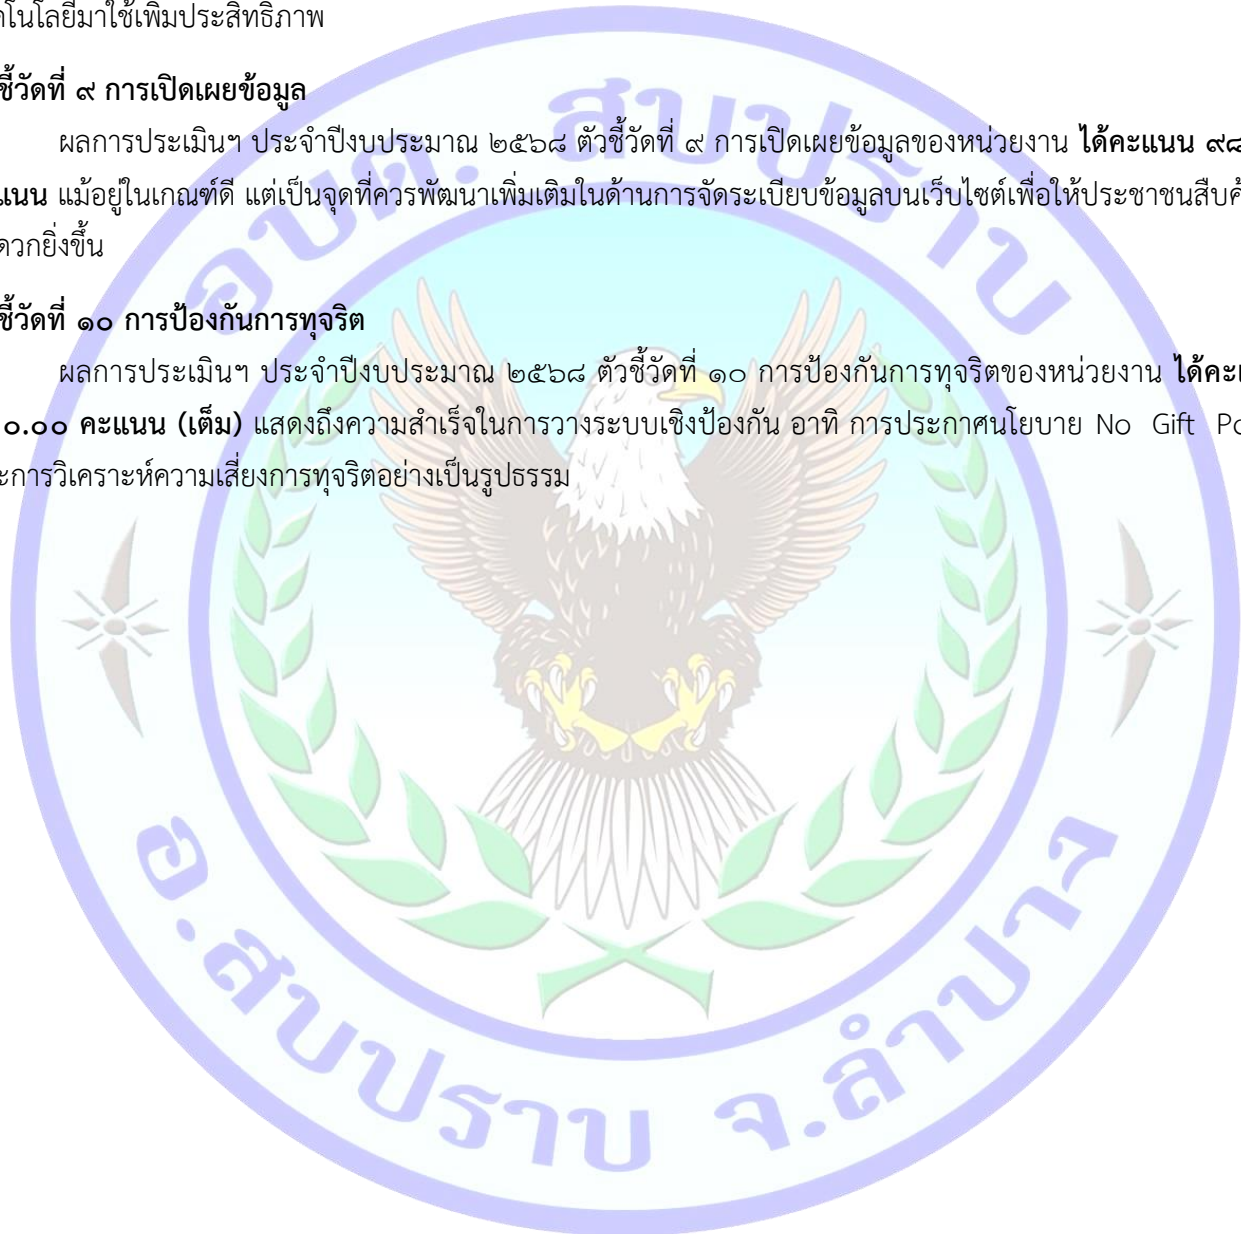 คโนโลยีมาใช้เพิ่มประสิทธิภาพ
ชี้วัดที่ ๙ การเปิดเผยข้อมูล
ผลการประเมินฯ ประจำปีงบประมาณ ๒๕๖๘ ตัวชี้วัดที่ ๙ การเปิดเผยข้อมูลของหน่วยงาน ได้คะแนน ๙๘
แนน แม้อยู่ในเกณฑ์ดี แต่เป็นจุดที่ควรพัฒนาเพิ่มเติมในด้านการจัดระเบียบข้อมูลบนเว็บไซต์เพื่อให้ประชาชนสืบค้
ดวกยิ่งขึ้น
ชี้วัดที่ ๑๐ การป้องกันการทุจริต
ผลการประเมินฯ ประจำปีงบประมาณ ๒๕๖๘ ตัวชี้วัดที่ ๑๐ การป้องกันการทุจริตของหน่วยงาน ได้คะแ
๐.๐๐ คะแนน (เต็ม) แสดงถึงความสำเร็จในการวางระบบเชิงป้องกัน อาทิ การประกาศนโยบาย No Gift Po
ะการวิเคราะห์ความเสี่ยงการทุจริตอย่างเป็นรูปธรรม
อบต. สบปราบ
อ.สบปราบ จ.ลำปาง